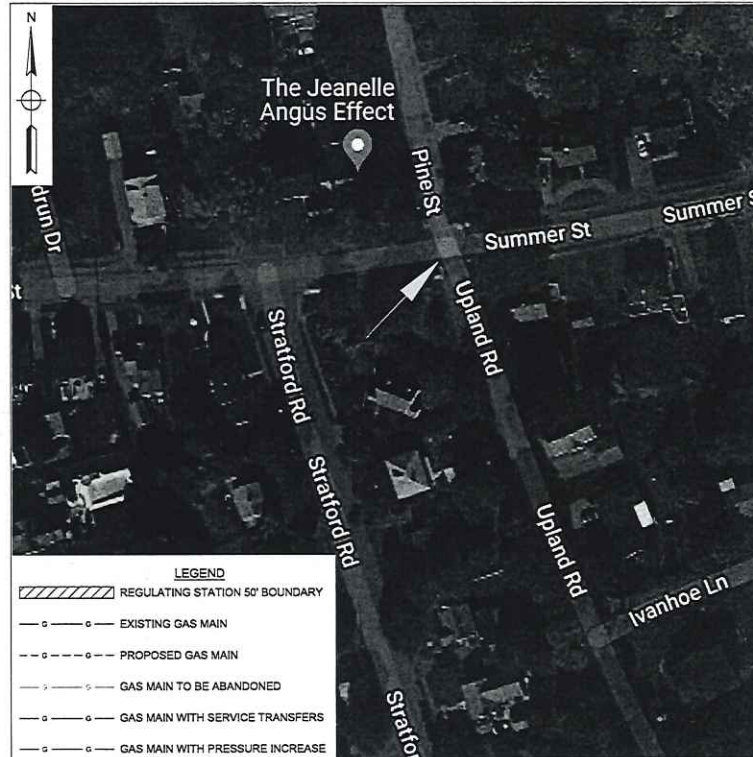 N
The Jeanelle
Angus Effect
Pine St
drun Dr
Summer St
Summer S
St
Upland Rd
Stratford Rd
Stratford Rd
Upland Rd
Ivanhoe Ln
Stratfor
LEGEND
REGULATING STATION 50' BOUNDARY
G G EXISTING GAS MAIN
G G PROPOSED GAS MAIN
GAS MAIN TO BE ABANDONED
G G GAS MAIN WITH SERVICE TRANSFERS
G G GAS MAIN WITH PRESSURE INCREASE